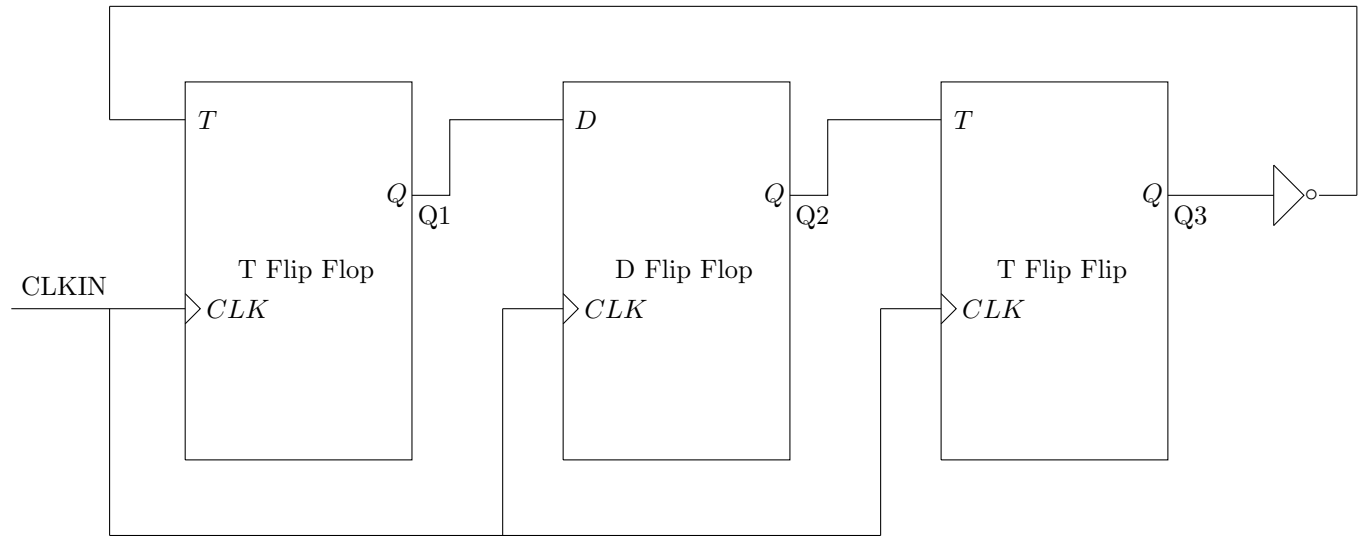 T
Q
Q1
T Flip Flop
CLKIN
CLK
D
Q
Q2
D Flip Flop
CLK
T
Q
Q3
T Flip Flip
CLK